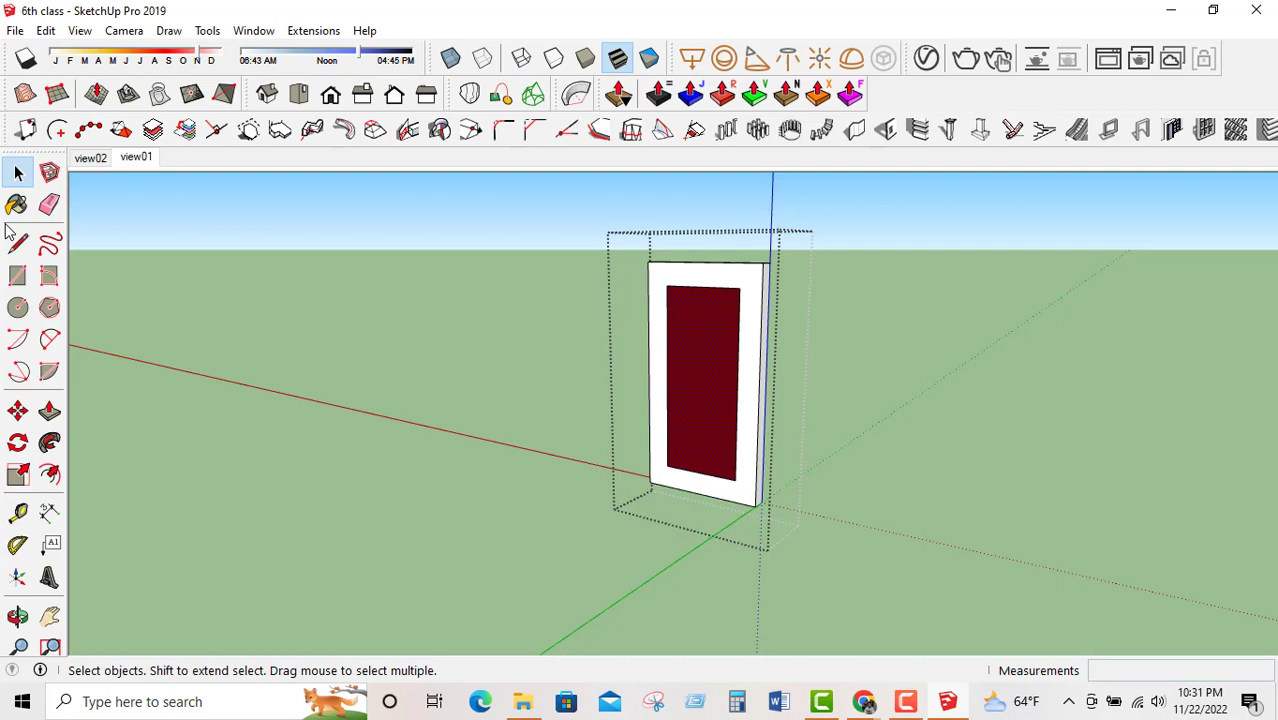 6th class - SketchUp Pro 2019
File Edit View Camera Draw Tools Window Extensions Help
J F M A M J J A S O N D
06:43 AM Noon 04:45 PM
= J R V N X F
view02 view01
A1
Select objects. Shift to extend select. Drag mouse to select multiple.
Measurements
Type here to search
64°F
10:31 PM
11/22/2022
1